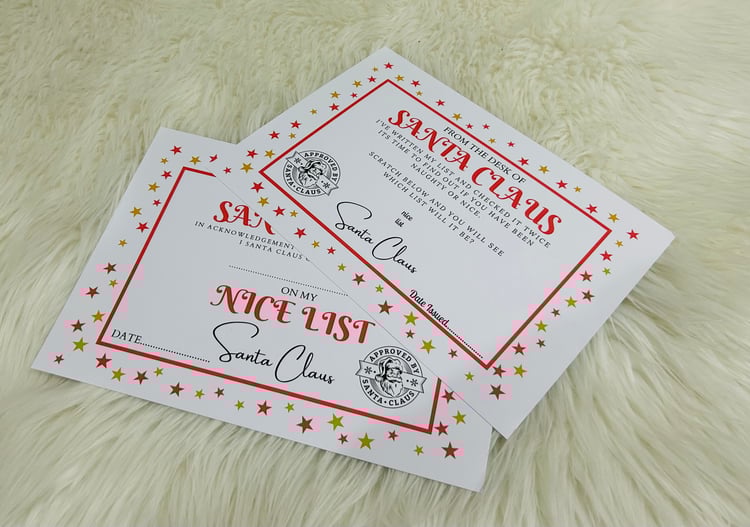 FROM THE DESK OF
SANTA CLAUS
I'VE WRITTEN MY LIST AND CHECKED IT TWICE
ITS TIME TO FIND OUT IF YOU HAVE BEEN
NAUGHTY OR NICE.
SCRATCH BELOW AND YOU WILL SEE
WHICH LIST WILL IT BE?
APPROVED BY
SANTA CLAUS
nice
list
Santa Claus
Date Issued
SAN
IN ACKNOWLEDGEMENT
I SANTA CLAUS
ON MY
NICE LIST
DATE
Santa Claus
APPROVED BY
SANTA CLAUS